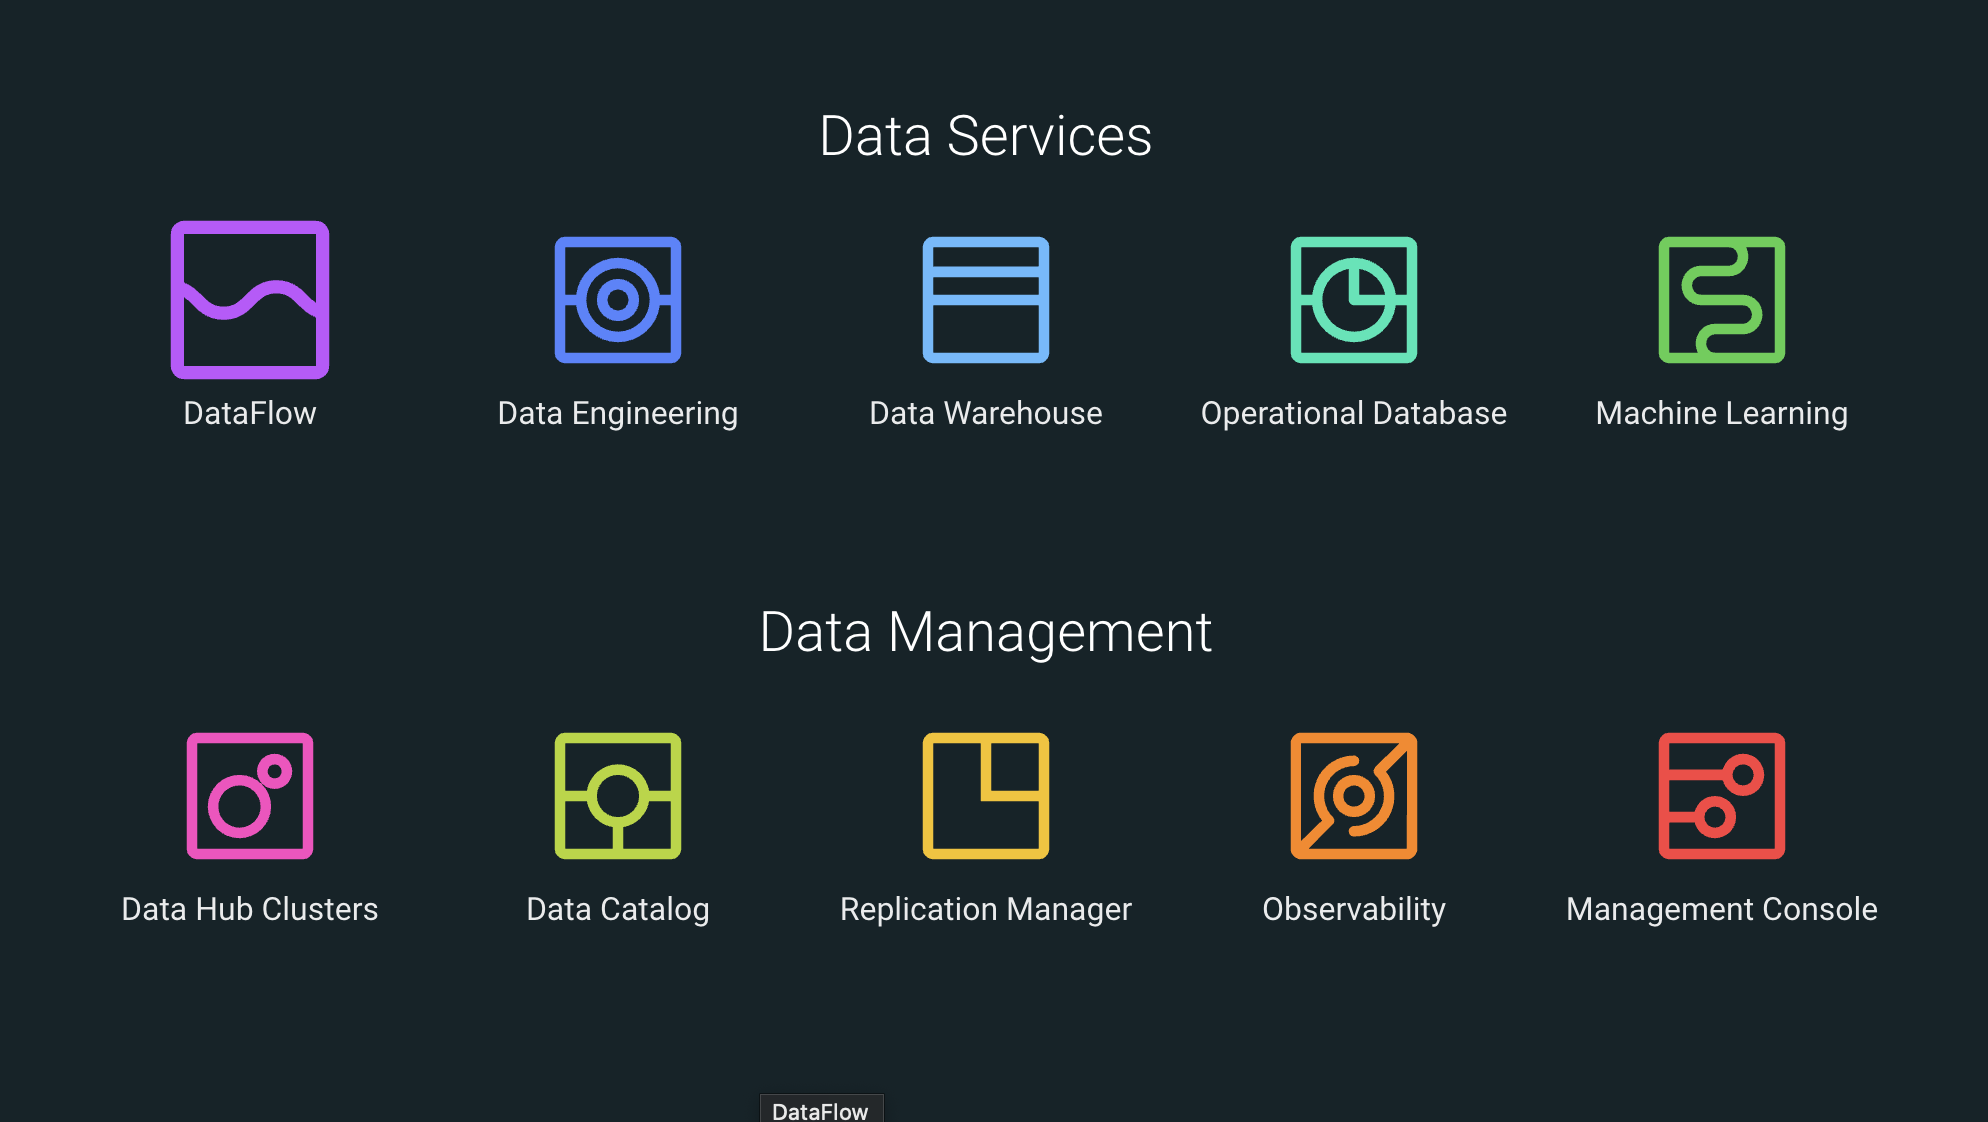 Data Services
DataFlow
Data Engineering
Data Warehouse
Operational Database
Machine Learning
Data Management
Data Hub Clusters
Data Catalog
Replication Manager
Observability
Management Console
DataFlow